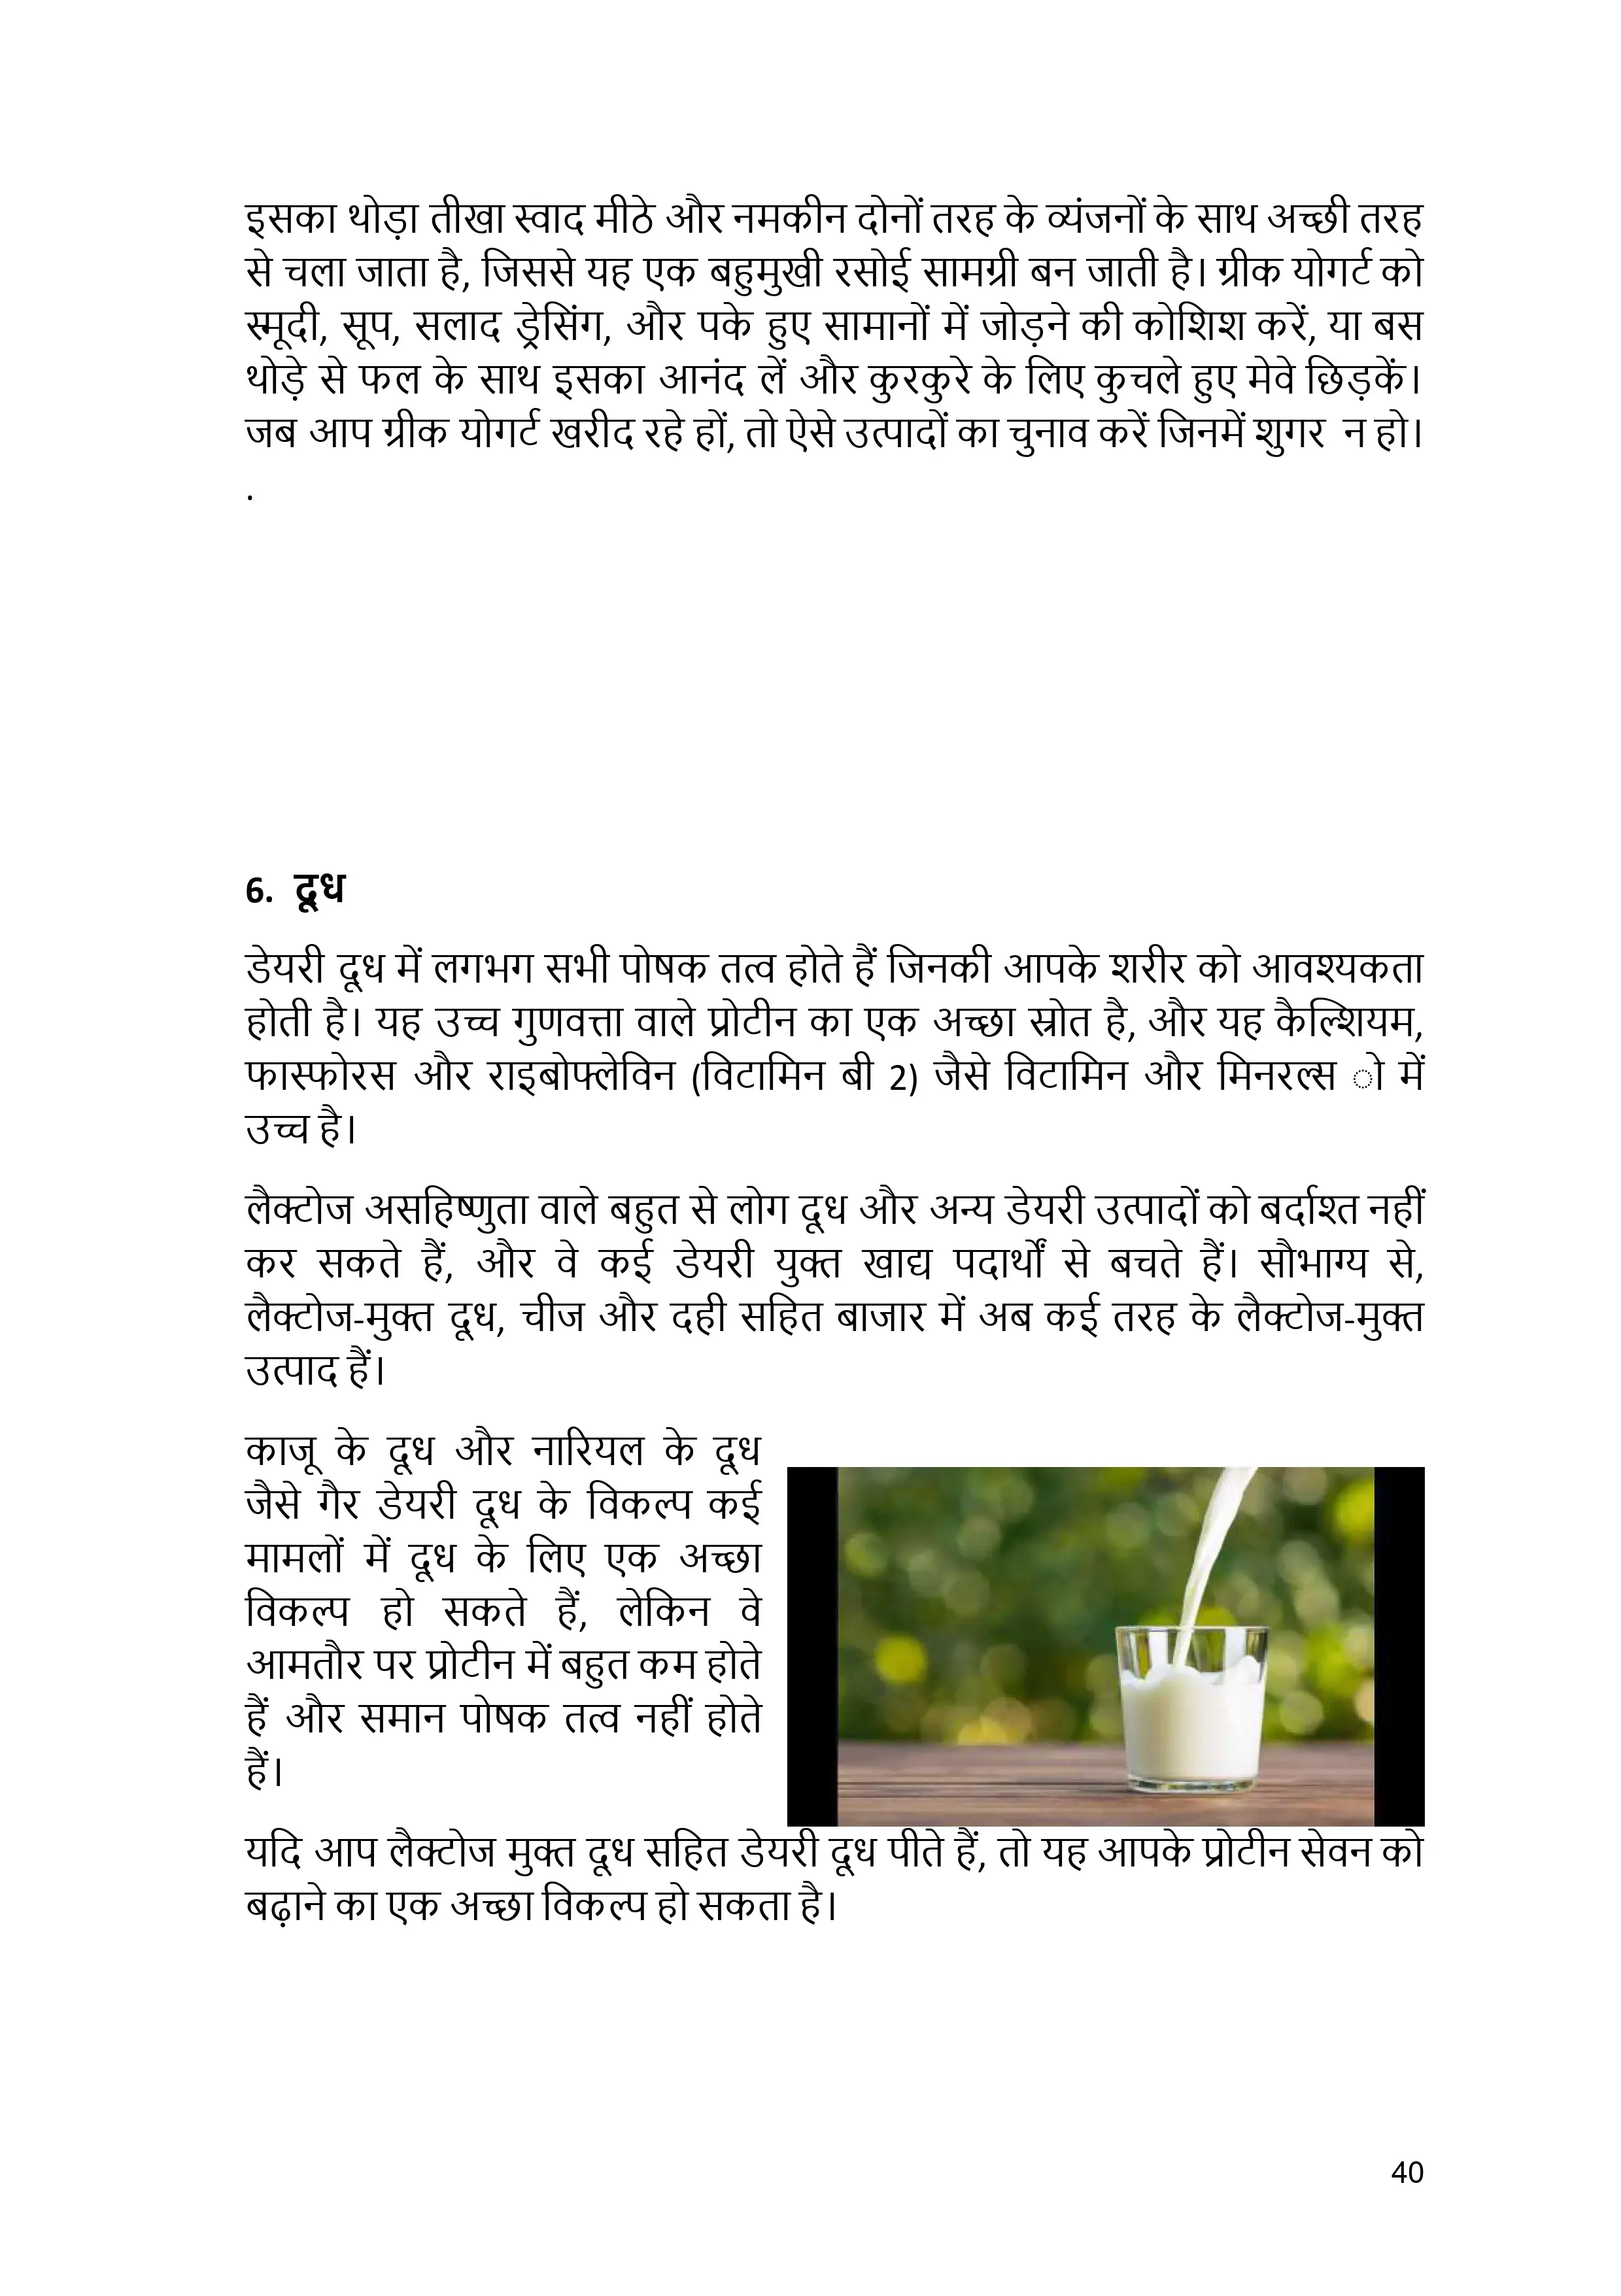 इसका थोड़ा तीखा स्वाद मीठे और नमकीन दोनों तरह के व्यंजनों के साथ अच्छी तरह
से चला जाता है, जिससे यह एक बहुमुखी रसोई सामग्री बन जाती है। ग्रीक योगर्ट को
स्मूदी, सूप, सलाद ड्रेसिंग, और पके हुए सामानों में जोड़ने की कोशिश करें, या बस
थोड़े से फल के साथ इसका आनंद लें और कुरकुरे के लिए कुचले हुए मेवे छिड़कें।
जब आप ग्रीक योगर्ट खरीद रहे हों, तो ऐसे उत्पादों का चुनाव करें जिनमें शुगर न हो।
.
6. दूध
डेयरी दूध में लगभग सभी पोषक तत्व होते हैं जिनकी आपके शरीर को आवश्यकता
होती है। यह उच्च गुणवत्ता वाले प्रोटीन का एक अच्छा स्रोत है, और यह कैल्शियम,
फास्फोरस और राइबोफ्लेविन (विटामिन बी 2) जैसे विटामिन और मिनरल्स ो में
उच्च है।
लैक्टोज असहिष्णुता वाले बहुत से लोग दूध और अन्य डेयरी उत्पादों को बर्दाश्त नहीं
कर सकते हैं, और वे कई डेयरी युक्त खाद्य पदार्थों से बचते हैं। सौभाग्य से,
लैक्टोज-मुक्त दूध, चीज और दही सहित बाजार में अब कई तरह के लैक्टोज-मुक्त
उत्पाद हैं।
काजू के दूध और नारियल के दूध
जैसे गैर डेयरी दूध के विकल्प कई
मामलों में दूध के लिए एक अच्छा
विकल्प हो सकते हैं, लेकिन वे
आमतौर पर प्रोटीन में बहुत कम होते
हैं और समान पोषक तत्व नहीं होते
हैं।
यदि आप लैक्टोज मुक्त दूध सहित डेयरी दूध पीते हैं, तो यह आपके प्रोटीन सेवन को
बढ़ाने का एक अच्छा विकल्प हो सकता है।
40